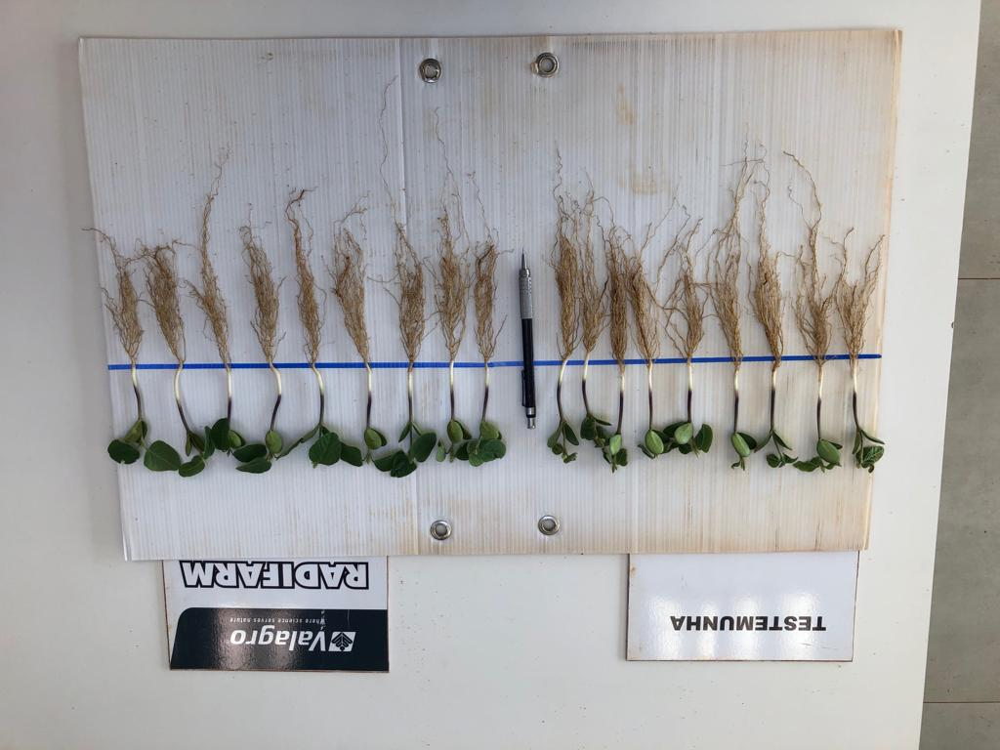 Valagro
Where science serves nature
RADIFARM
TESTEMUNHA